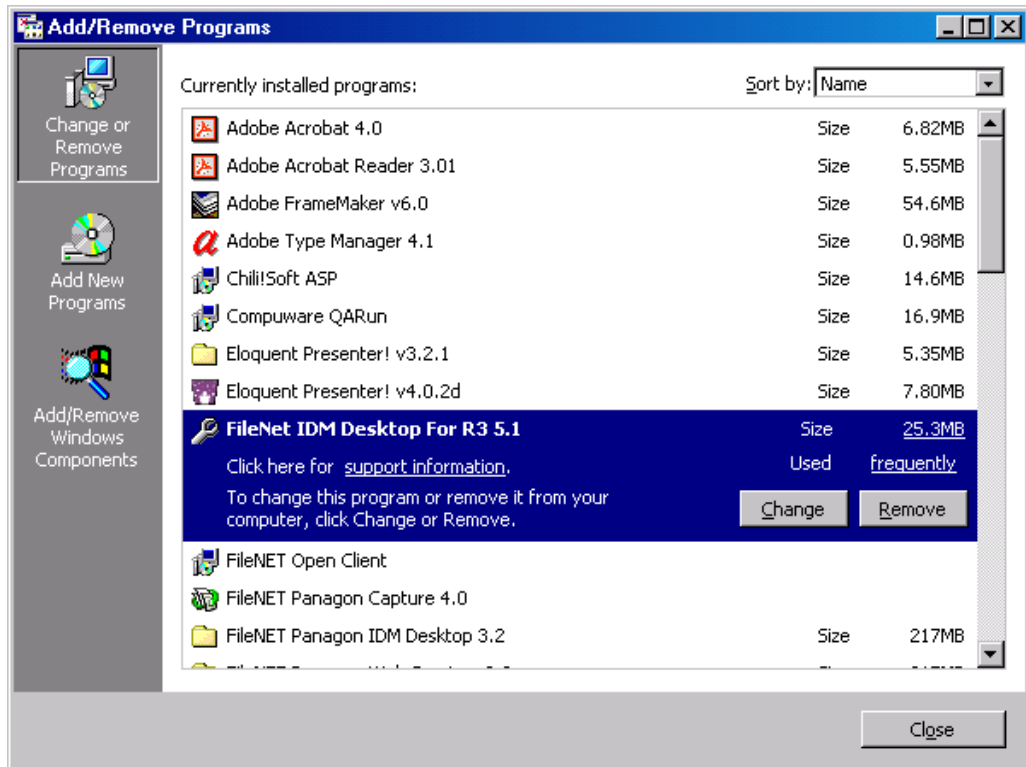 Add/Remove Programs
Change or
Remove
Programs
Add New
Programs
Add/Remove
Windows
Components
Currently installed programs:
Sort by: Name
Adobe Acrobat 4.0 Size 6.82MB
Adobe Acrobat Reader 3.01 Size 5.55MB
Adobe FrameMaker v6.0 Size 54.6MB
Adobe Type Manager 4.1 Size 0.98MB
Chili!Soft ASP Size 14.6MB
Compuware QARun Size 16.9MB
Eloquent Presenter! v3.2.1 Size 5.35MB
Eloquent Presenter! v4.0.2d Size 7.80MB
FileNet IDM Desktop For R3 5.1 Size 25.3MB
Click here for support information. Used frequently
To change this program or remove it from your
computer, click Change or Remove.
Change Remove
FileNET Open Client
FileNET Panagon Capture 4.0
FileNET Panagon IDM Desktop 3.2 Size 217MB
Close